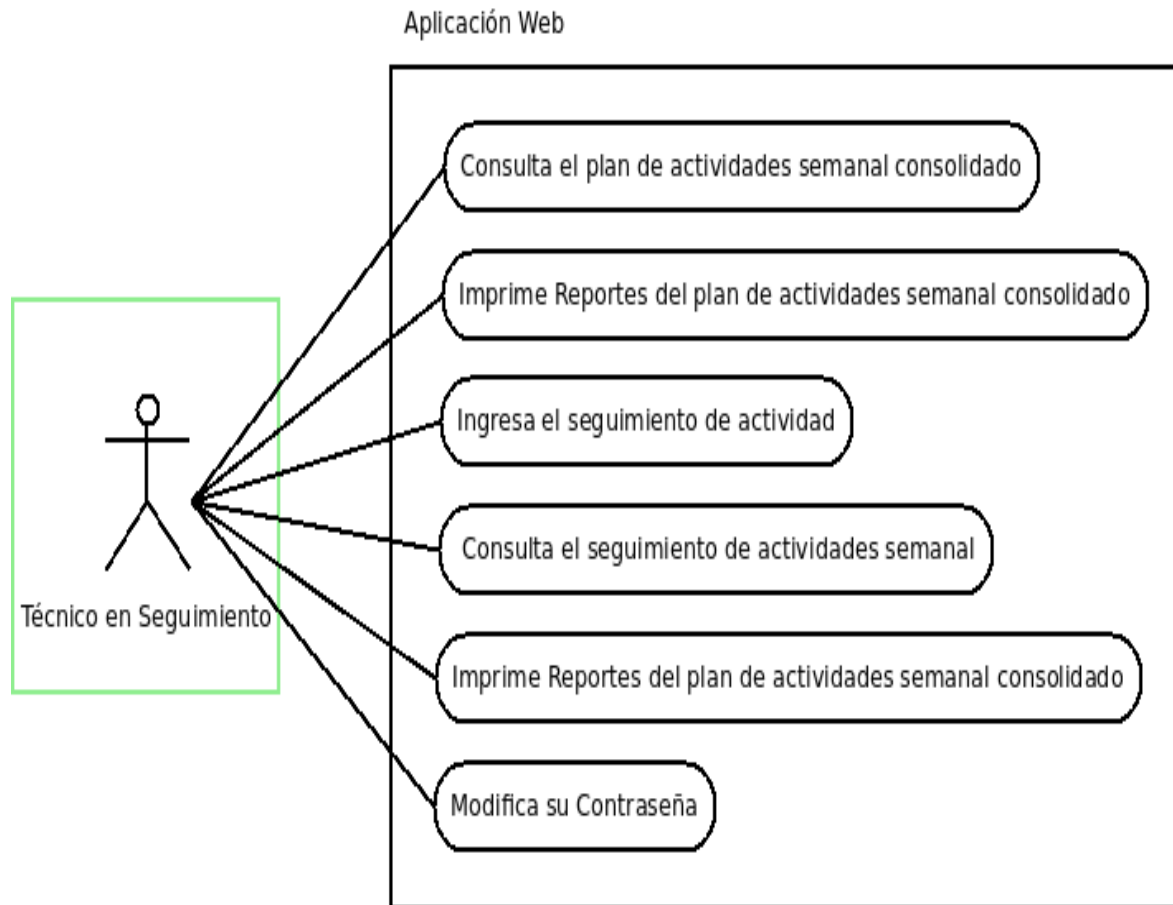 Aplicación Web
Consulta el plan de actividades semanal consolidado
Imprime Reportes del plan de actividades semanal consolidado
Ingresa el seguimiento de actividad
Consulta el seguimiento de actividades semanal
Técnico en Seguimiento
Imprime Reportes del plan de actividades semanal consolidado
Modifica su Contraseña